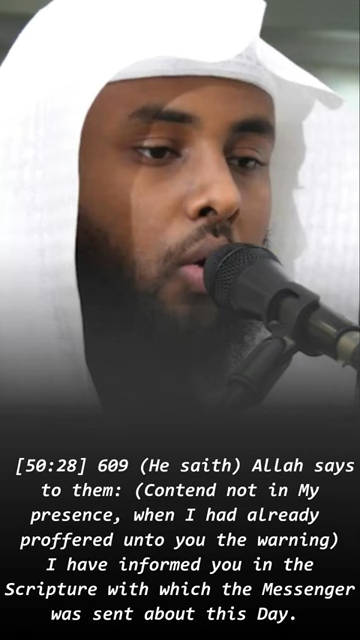 [50:28] 609 (He saith) Allah says
to them: (Contend not in My
presence, when I had already
proffered unto you the warning)
I have informed you in the
Scripture with which the Messenger
was sent about this Day.